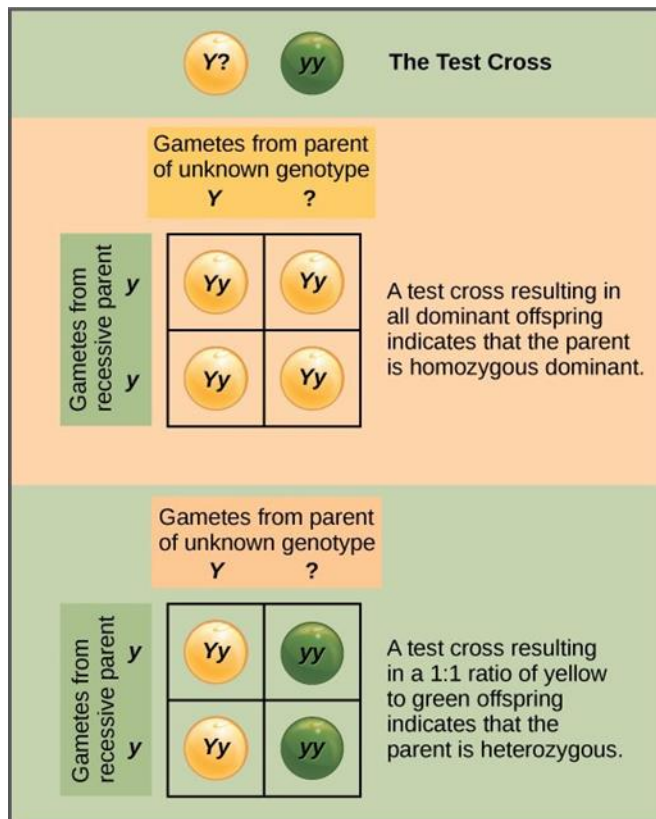 Y? yy The Test Cross
Gametes from parent
of unknown genotype
Y ?
Gametes from
recessive parent
y
y
Yy Yy
Yy Yy
A test cross resulting in
all dominant offspring
indicates that the parent
is homozygous dominant.
Gametes from parent
of unknown genotype
Y ?
Gametes from
recessive parent
y
y
Yy yy
Yy yy
A test cross resulting
in a 1:1 ratio of yellow
to green offspring
indicates that the
parent is heterozygous.